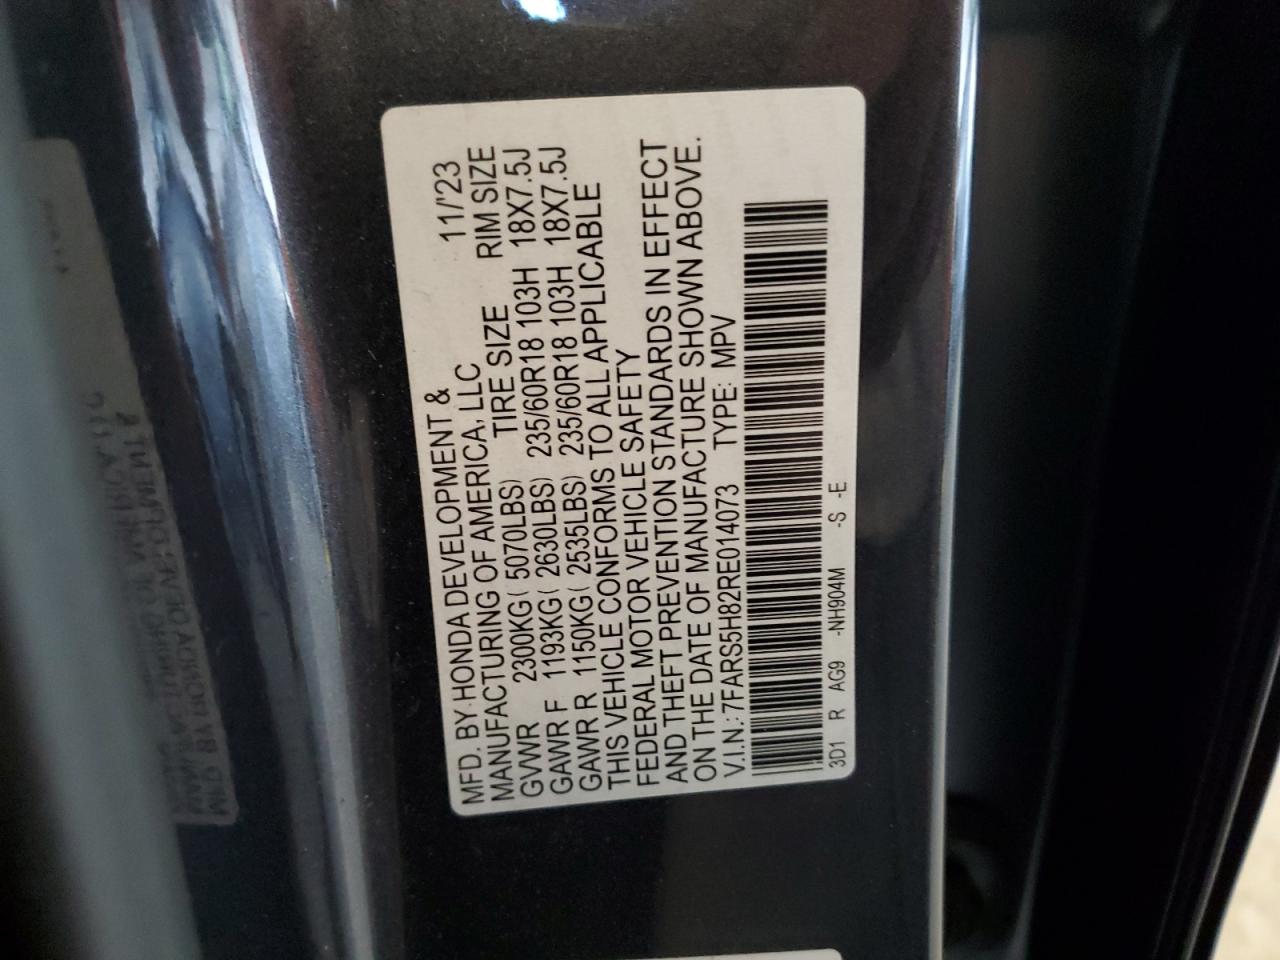 MFD. BY HONDA DEVELOPMENT &
MANUFACTURING OF AMERICA, LLC 11/'23
GVWR 2300KG ( 5070LBS) TIRE SIZE RIM SIZE
GAWR F 1193KG ( 2630LBS) 235/60R18 103H 18X7.5J
GAWR R 1150KG ( 2535LBS) 235/60R18 103H 18X7.5J
THIS VEHICLE CONFORMS TO ALL APPLICABLE
FEDERAL MOTOR VEHICLE SAFETY
AND THEFT PREVENTION STANDARDS IN EFFECT
ON THE DATE OF MANUFACTURE SHOWN ABOVE.
V.I.N.: 7FARS5H82RE014073 TYPE: MPV
3D1 R AG9 -NH904M -S -E